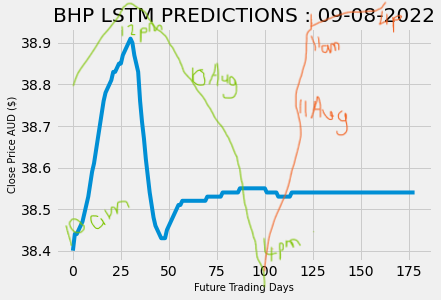 BHP LSTM PREDICTIONS : 09-08-2022
12pm
4pm
11am
10 Aug
11 Aug
10am
4pm
Close Price AUD ($)
38.9
38.8
38.7
38.6
38.5
38.4
0 25 50 75 100 125 150 175
Future Trading Days